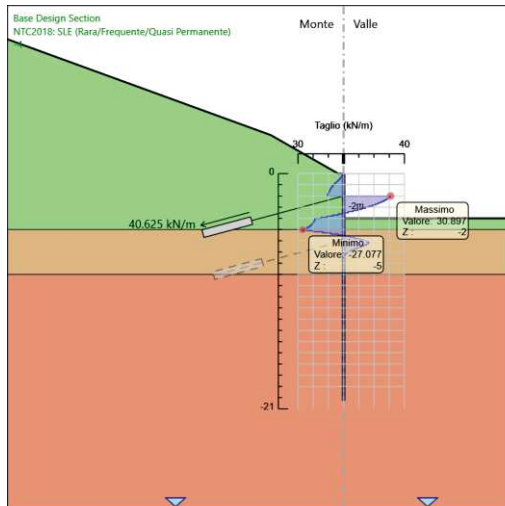 Base Design Section
NTC2018: SLE (Rara/Frequente/Quasi Permanente)
Monte
Valle
Taglio (kN/m)
30
40
0
-2m
Massimo
Valore: 30.897
Z : -2
40.625 kN/m
Minimo
Valore: -27.077
Z : -5
-21